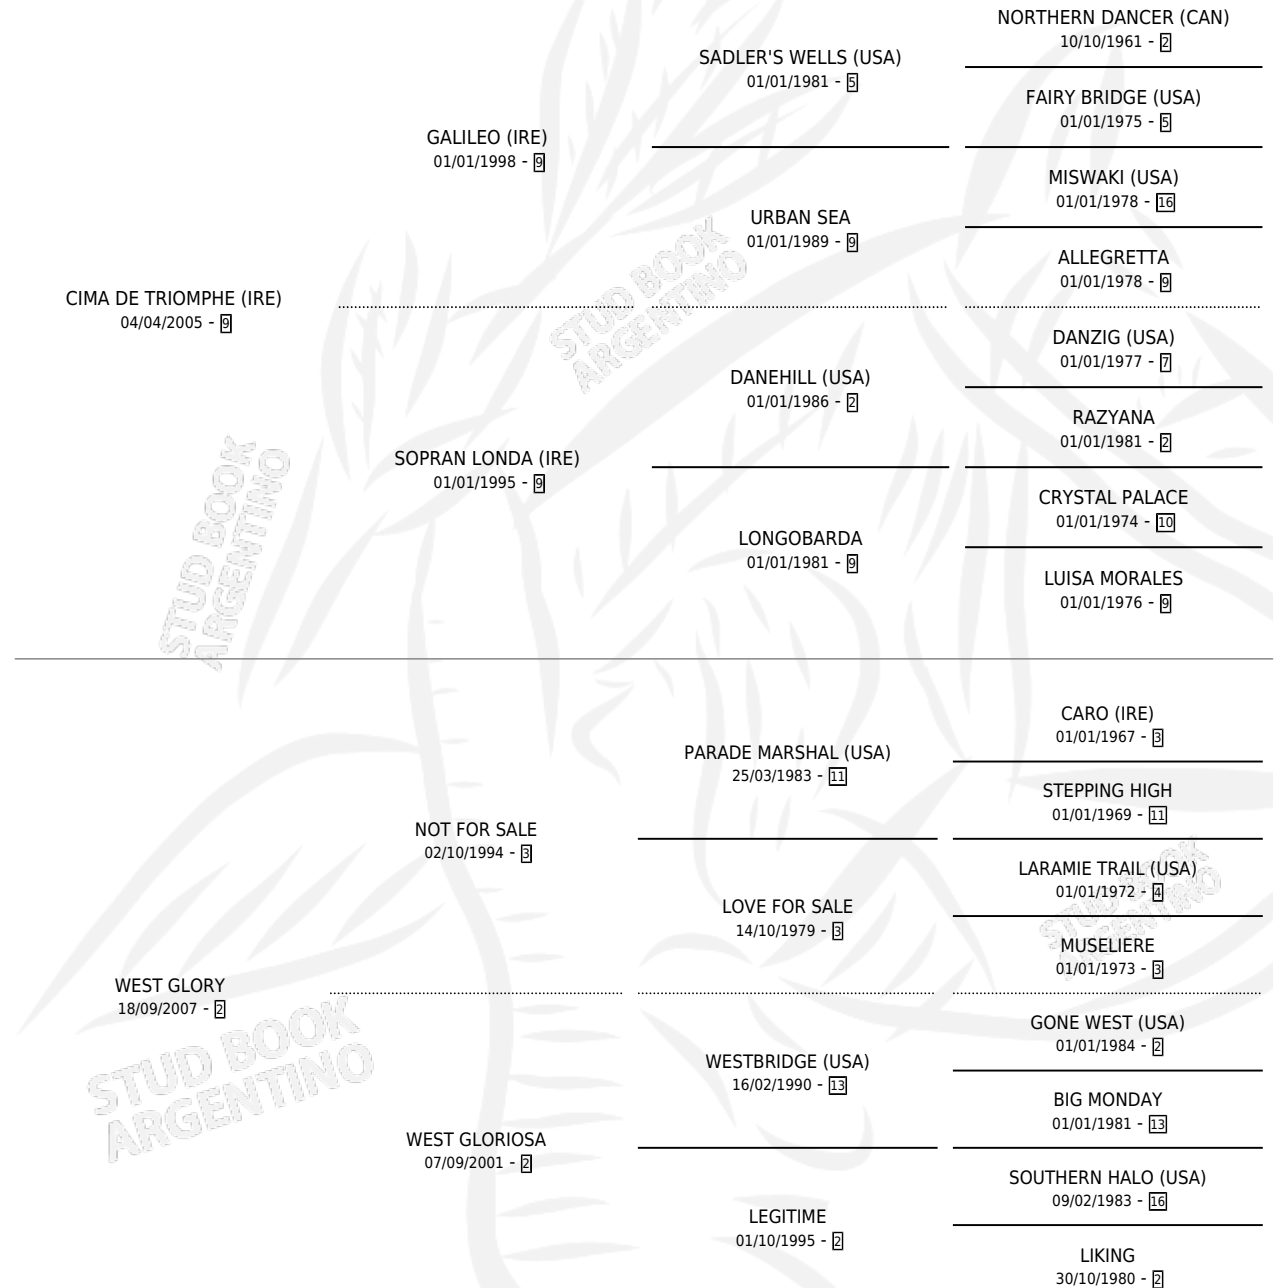 NORTHERN DANCER (CAN)
10/10/1961 - 2
SADLER'S WELLS (USA)
01/01/1981 - 5
FAIRY BRIDGE (USA)
01/01/1975 - 5
GALILEO (IRE)
01/01/1998 - 9
MISWAKI (USA)
01/01/1978 - 16
URBAN SEA
01/01/1989 - 9
ALLEGRETTA
01/01/1978 - 9
CIMA DE TRIOMPHE (IRE)
04/04/2005 - 9
STUD BOOK
ARGENTINO
DANZIG (USA)
01/01/1977 - 7
DANEHILL (USA)
01/01/1986 - 2
RAZYANA
01/01/1981 - 2
SOPRAN LONDA (IRE)
01/01/1995 - 9
CRYSTAL PALACE
01/01/1974 - 10
LONGOBARDA
01/01/1981 - 9
LUISA MORALES
01/01/1976 - 9
STUD BOOK
ARGENTINO
CARO (IRE)
01/01/1967 - 3
PARADE MARSHAL (USA)
25/03/1983 - 11
STEPPING HIGH
01/01/1969 - 11
NOT FOR SALE
02/10/1994 - 3
LARAMIE TRAIL (USA)
01/01/1972 - 4
LOVE FOR SALE
14/10/1979 - 3
MUSELIERE
01/01/1973 - 3
STUD BOOK
ARGENTINO
WEST GLORY
18/09/2007 - 2
GONE WEST (USA)
01/01/1984 - 2
WESTBRIDGE (USA)
16/02/1990 - 13
BIG MONDAY
01/01/1981 - 13
STUD BOOK
ARGENTINO
WEST GLORIOSA
07/09/2001 - 2
SOUTHERN HALO (USA)
09/02/1983 - 16
LEGITIME
01/10/1995 - 2
LIKING
30/10/1980 - 2